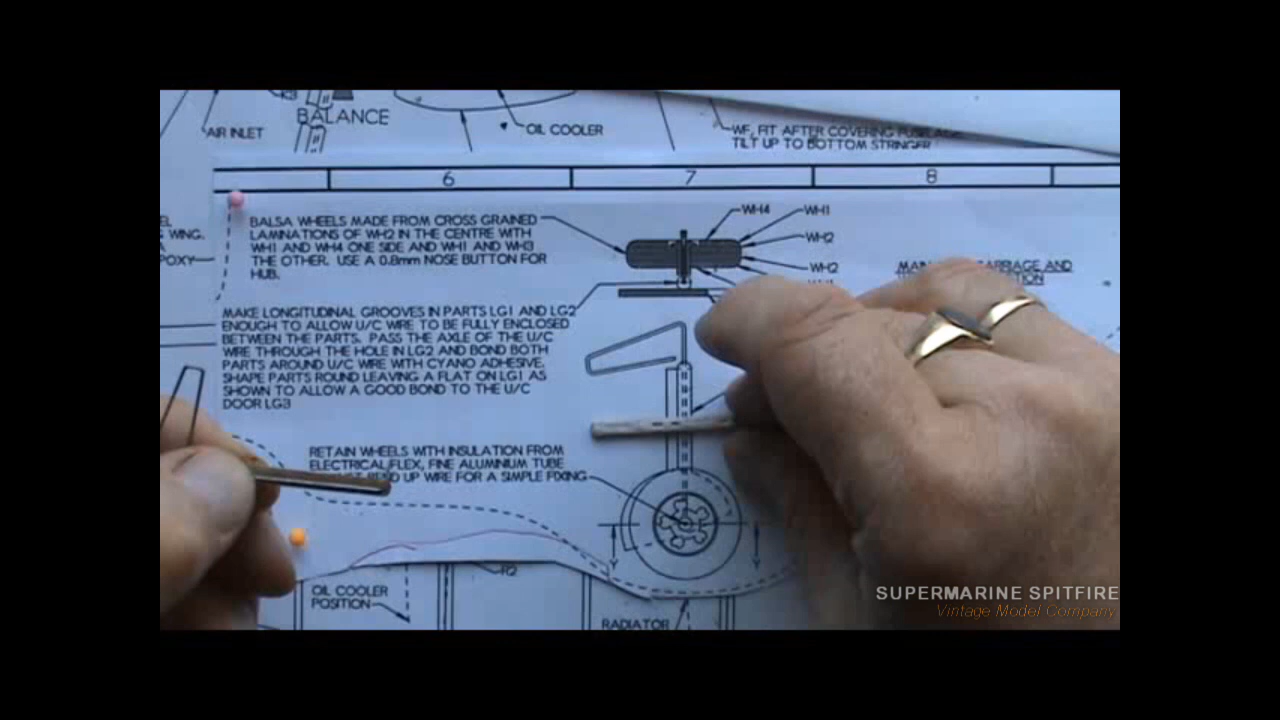 K3
BALANCE
AIR INLET
OIL COOLER
WF, FIT AFTER COVERING FUSELAGE
TILT UP TO BOTTOM STRINGER
6
7
8
WING.
POXY
BALSA WHEELS MADE FROM CROSS GRAINED
LAMINATIONS OF WH2 IN THE CENTRE WITH
WH1 AND WH4 ONE SIDE AND WH1 AND WH3
THE OTHER. USE A 0.8mm NOSE BUTTON FOR
HUB.
WH4
WH1
WH2
WH2
MAIN
AND
MAKE LONGITUDINAL GROOVES IN PARTS LG1 AND LG2
ENOUGH TO ALLOW U/C WIRE TO BE FULLY ENCLOSED
BETWEEN THE PARTS. PASS THE AXLE OF THE U/C
WIRE THROUGH THE HOLE IN LG2 AND BOND BOTH
PARTS AROUND U/C WIRE WITH CYANO ADHESIVE.
SHAPE PARTS ROUND LEAVING A FLAT ON LG1 AS
SHOWN TO ALLOW A GOOD BOND TO THE U/C
DOOR LG3
RETAIN WHEELS WITH INSULATION FROM
ELECTRICAL FLEX, FINE ALUMINIUM TUBE
BEND UP WIRE FOR A SIMPLE FIXING
R2
OIL COOLER
POSITION
RADIATOR
SUPERMARINE SPITFIRE
Vintage Model Company